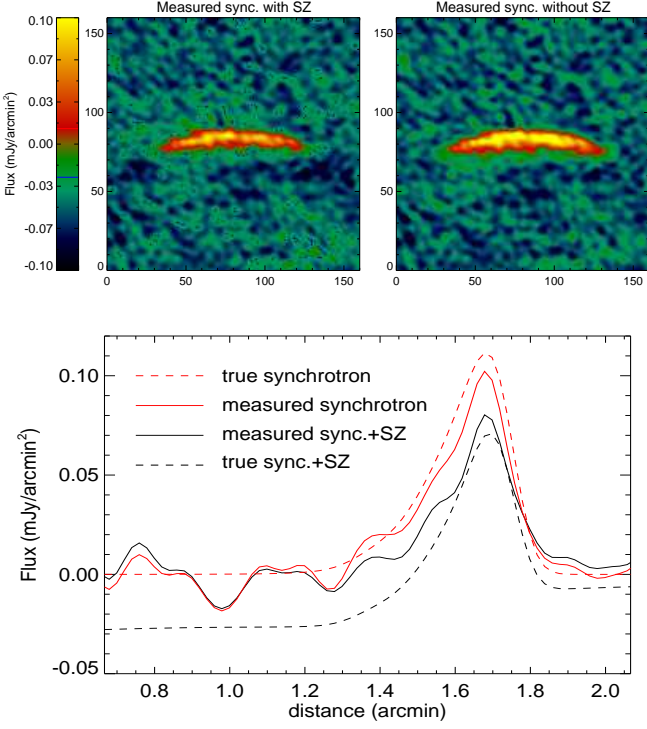 Measured sync. with SZ
Measured sync. without SZ
0.10
0.07
0.03
0.00
-0.03
-0.07
-0.10
Flux (mJy/arcmin²)
150
100
50
0
0 50 100 150
150
100
50
0
0 50 100 150
true synchrotron
measured synchrotron
measured sync.+SZ
true sync.+SZ
0.10
0.05
0.00
-0.05
Flux (mJy/arcmin²)
0.8 1.0 1.2 1.4 1.6 1.8 2.0
distance (arcmin)